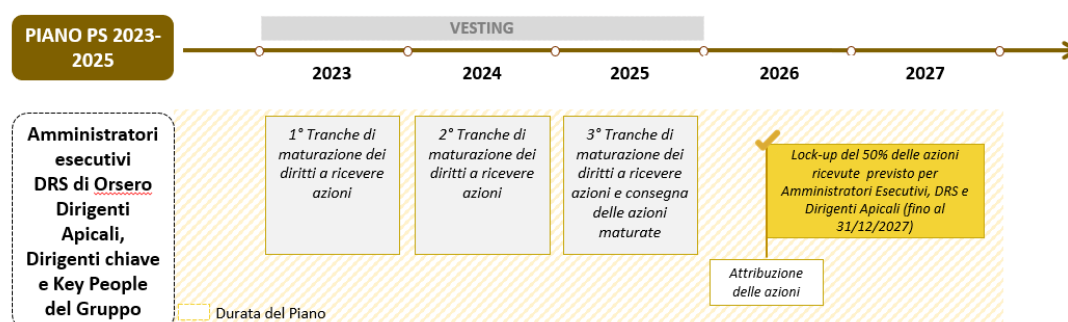 PIANO PS 2023-
2025
VESTING
2023
2024
2025
2026
2027
Amministratori
esecutivi
DRS di Orsero
Dirigenti
Apicali,
Dirigenti chiave
e Key People
del Gruppo
1° Tranche di
maturazione dei
diritti a ricevere
azioni
2° Tranche di
maturazione dei
diritti a ricevere
azioni
3° Tranche di
maturazione dei
diritti a ricevere
azioni e consegna
delle azioni
maturate
Lock-up del 50% delle azioni
ricevute previsto per
Amministratori Esecutivi, DRS e
Dirigenti Apicali (fino al
31/12/2027)
Attribuzione
delle azioni
Durata del Piano